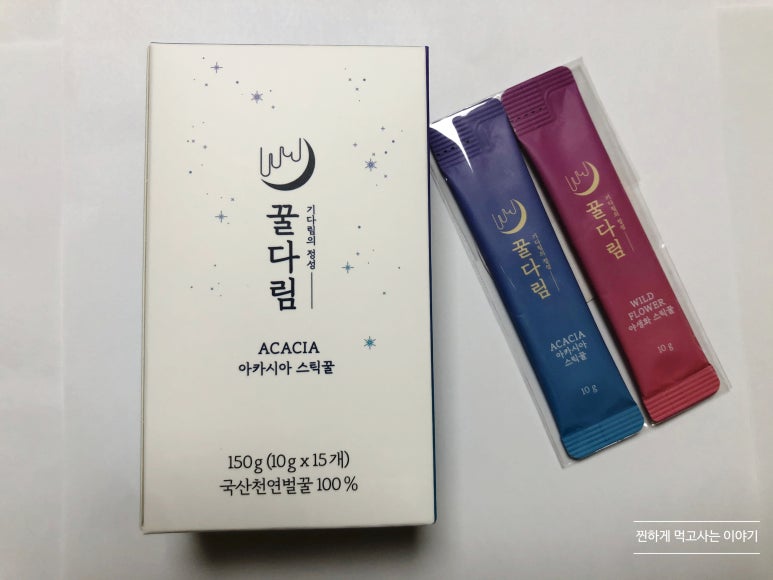 기다림의 정성
꿀다림
ACACIA
아카시아 스틱꿀
150g (10g x 15개)
국산천연벌꿀 100%
기다림의 정성
꿀다림
ACACIA
아카시아
스틱꿀
10g
기다림의 정성
꿀다림
WILD
FLOWER
야생화 스틱꿀
10g
찐하게 먹고사는 이야기